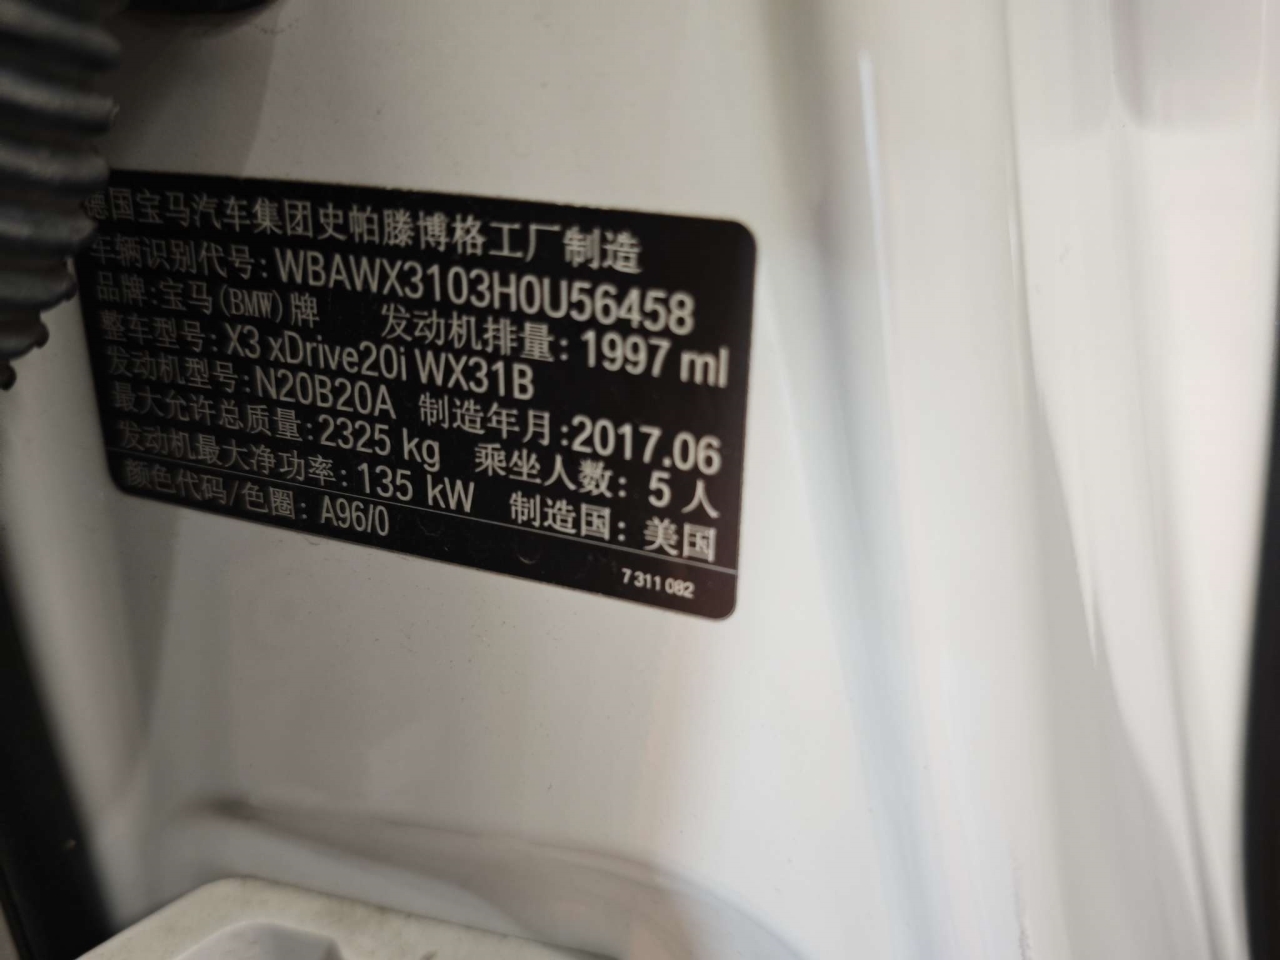 德国宝马汽车集团史帕滕博格工厂制造
车辆识别代号: WBAWX3103H0U56458
品牌:宝马(BMW)牌 发动机排量: 1997 ml
整车型号: X3 xDrive20i WX31B
发动机型号: N20B20A 制造年月:2017.06
最大允许总质量: 2325 kg 乘坐人数: 5 人
发动机最大净功率: 135 kW 制造国: 美国
颜色代码/色圈: A96/0
7 311 082